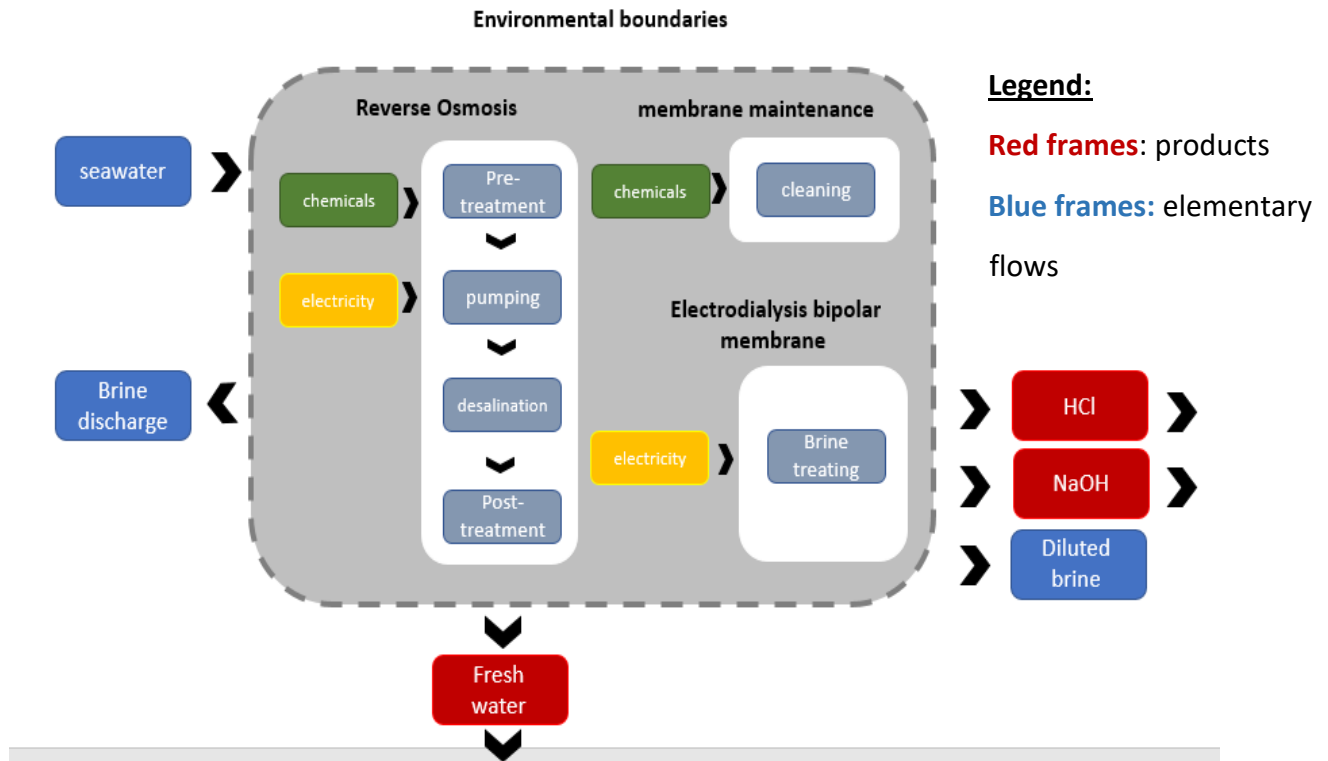 Environmental boundaries
Reverse Osmosis
membrane maintenance
Legend:
Red frames: products
Blue frames: elementary
flows
seawater
chemicals
Pre-
treatment
chemicals
cleaning
electricity
pumping
Electrodialysis bipolar
membrane
Brine
discharge
desalination
HCl
electricity
Brine
treating
NaOH
Post-
treatment
Diluted
brine
Fresh
water